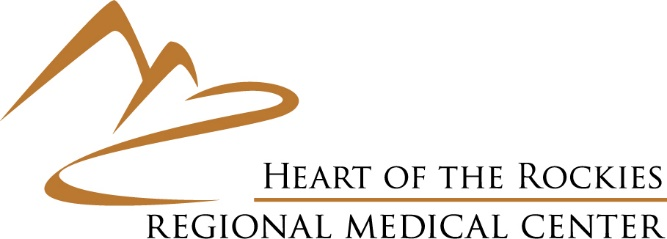 Heart of the Rockies
REGIONAL MEDICAL CENTER